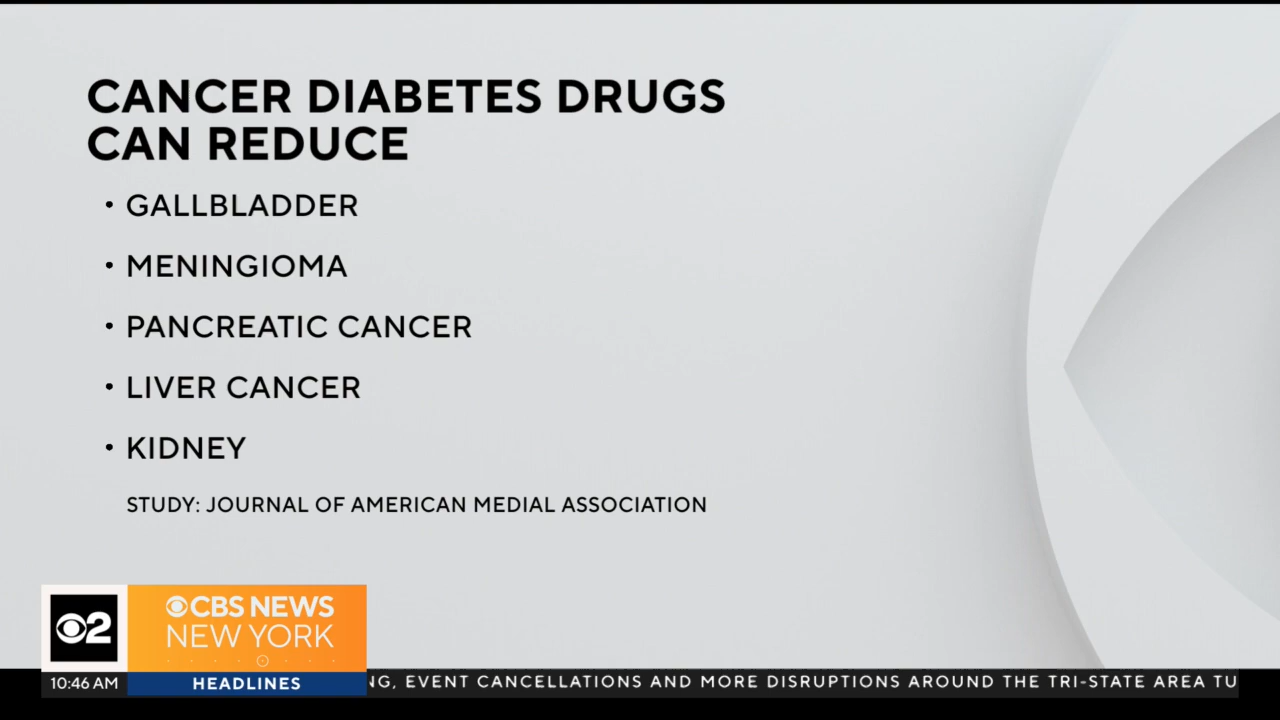 CANCER DIABETES DRUGS
CAN REDUCE
• GALLBLADDER
• MENINGIOMA
• PANCREATIC CANCER
• LIVER CANCER
• KIDNEY
STUDY: JOURNAL OF AMERICAN MEDIAL ASSOCIATION
2
CBS NEWS
NEW YORK
10:46 AM
HEADLINES
NG, EVENT CANCELLATIONS AND MORE DISRUPTIONS AROUND THE TRI-STATE AREA TU